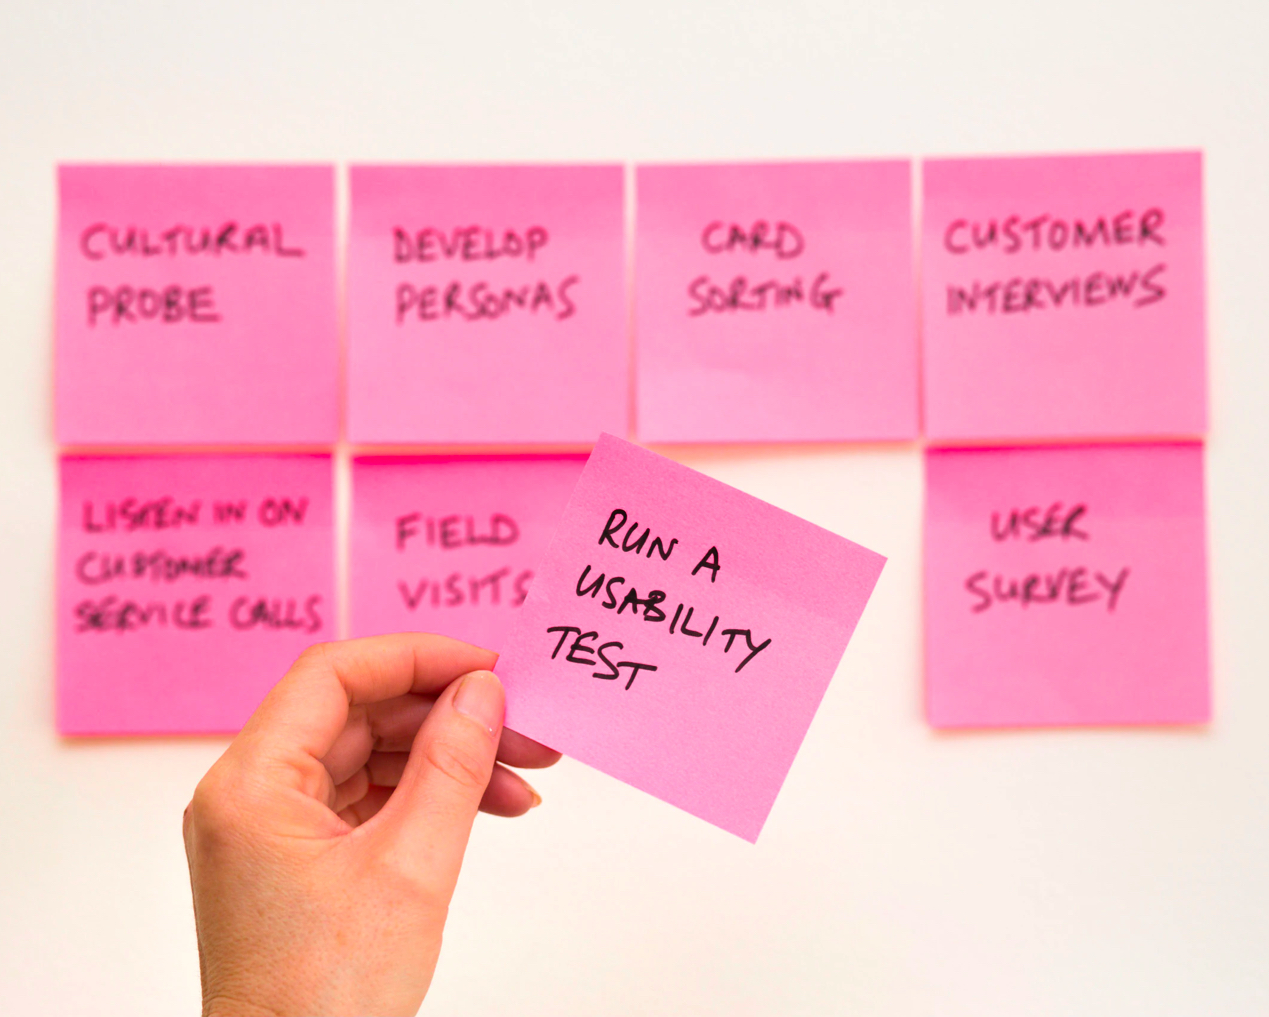 CULTURAL
PROBE
DEVELOP
PERSONAS
CARD
SORTING
CUSTOMER
INTERVIEWS
LISTEN IN ON
CUSTOMER
SERVICE CALLS
FIELD
VISITS
RUN A
USABILITY
TEST
USER
SURVEY